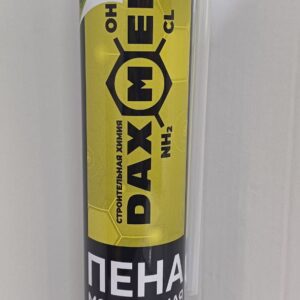 OH
CL
DAXMER
NH₂
СТРОИТЕЛЬНАЯ ХИМИЯ
ПЕНА